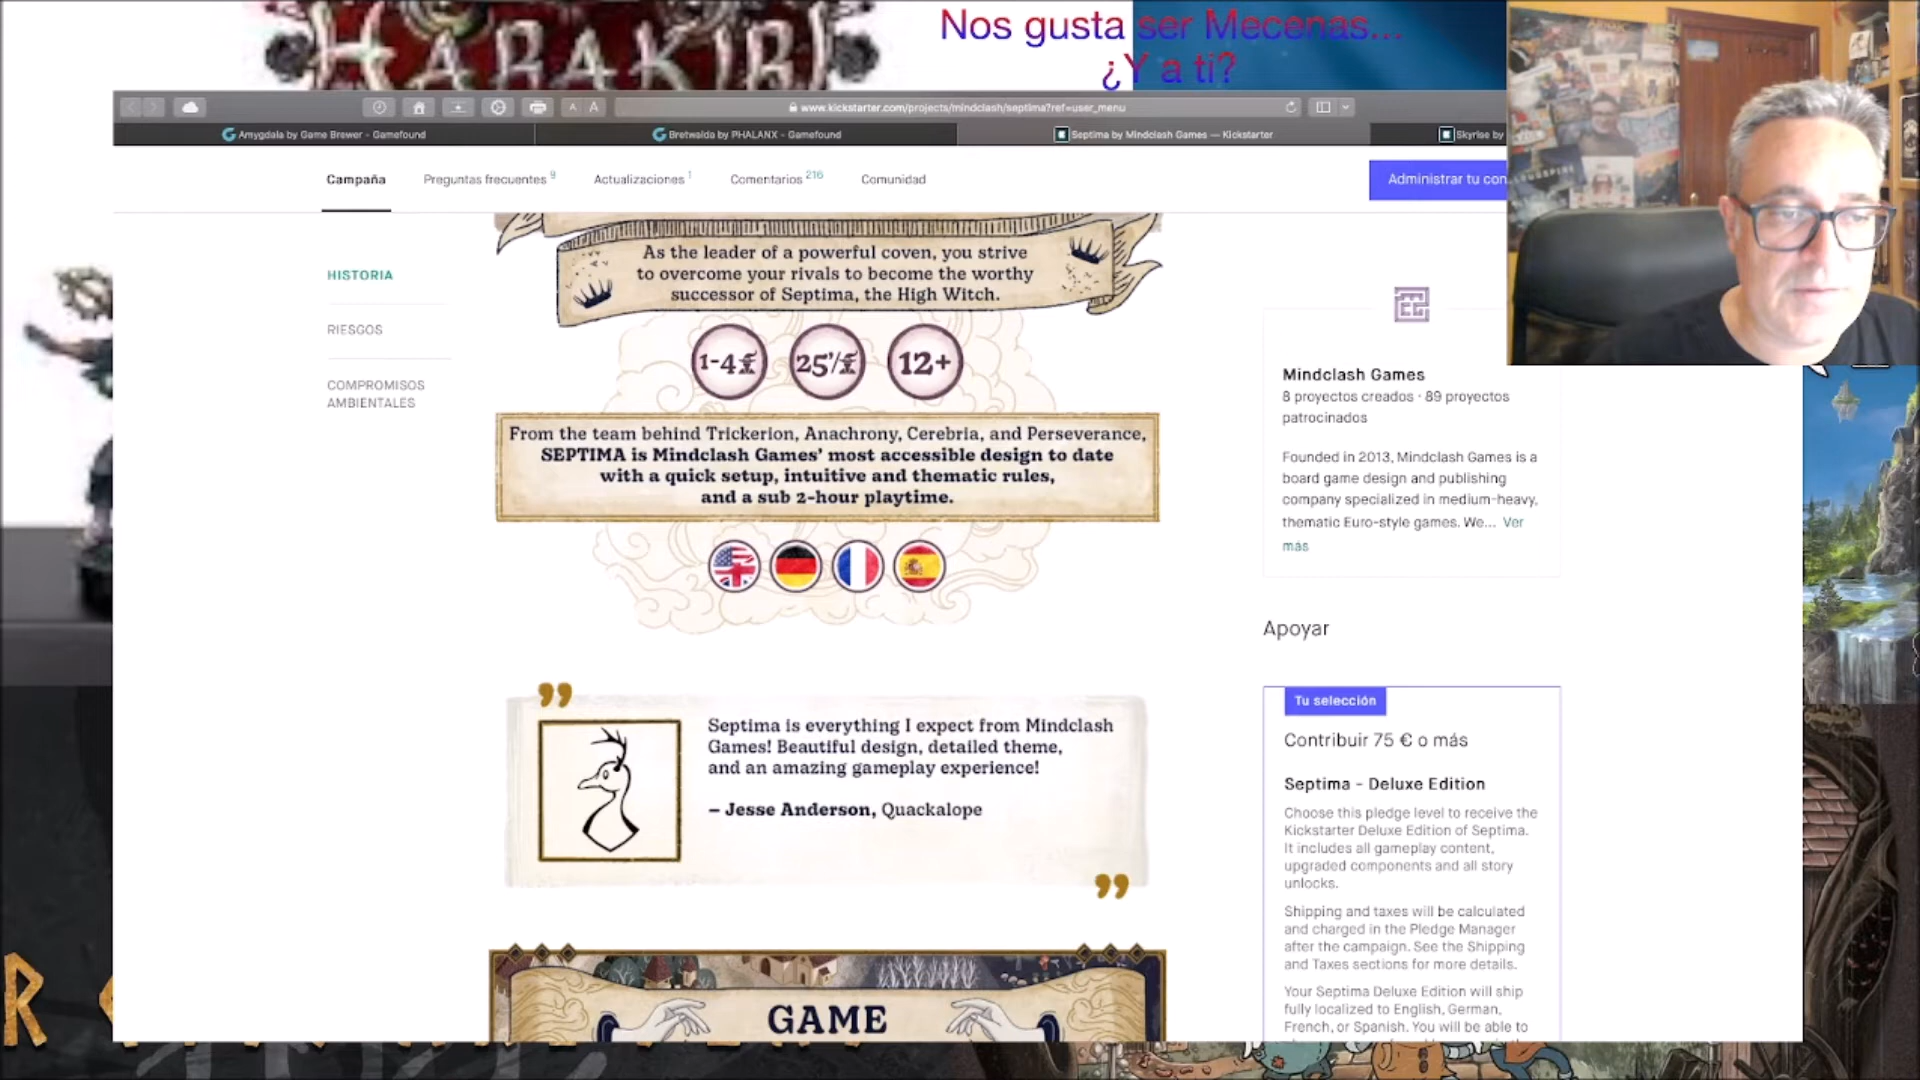 HARAKIRI
Nos gusta ser Mecenas...
¿Y a ti?
A A
www.kickstarter.com/projects/mindclash/septima?ref=user_menu
Amygdala by Game Brewer - Gamefound
Bretwalda by PHALANX - Gamefound
Septima by Mindclash Games — Kickstarter
Skyrise by
Campaña
Preguntas frecuentes 9
Actualizaciones 1
Comentarios 216
Comunidad
Administrar tu con
HISTORIA
RIESGOS
COMPROMISOS
AMBIENTALES
As the leader of a powerful coven, you strive
to overcome your rivals to become the worthy
successor of Septima, the High Witch.
1-4
25'/
12+
From the team behind Trickerion, Anachrony, Cerebria, and Perseverance,
SEPTIMA is Mindclash Games' most accessible design to date
with a quick setup, intuitive and thematic rules,
and a sub 2-hour playtime.
Septima is everything I expect from Mindclash
Games! Beautiful design, detailed theme,
and an amazing gameplay experience!
– Jesse Anderson, Quackalope
GAME
Mindclash Games
8 proyectos creados · 89 proyectos
patrocinados
Founded in 2013, Mindclash Games is a
board game design and publishing
company specialized in medium-heavy,
thematic Euro-style games. We... Ver
más
Apoyar
Tu selección
Contribuir 75 € o más
Septima - Deluxe Edition
Choose this pledge level to receive the
Kickstarter Deluxe Edition of Septima.
It includes all gameplay content,
upgraded components and all story
unlocks.
Shipping and taxes will be calculated
and charged in the Pledge Manager
after the campaign. See the Shipping
and Taxes sections for more details.
Your Septima Deluxe Edition will ship
fully localized to English, German,
French, or Spanish. You will be able to